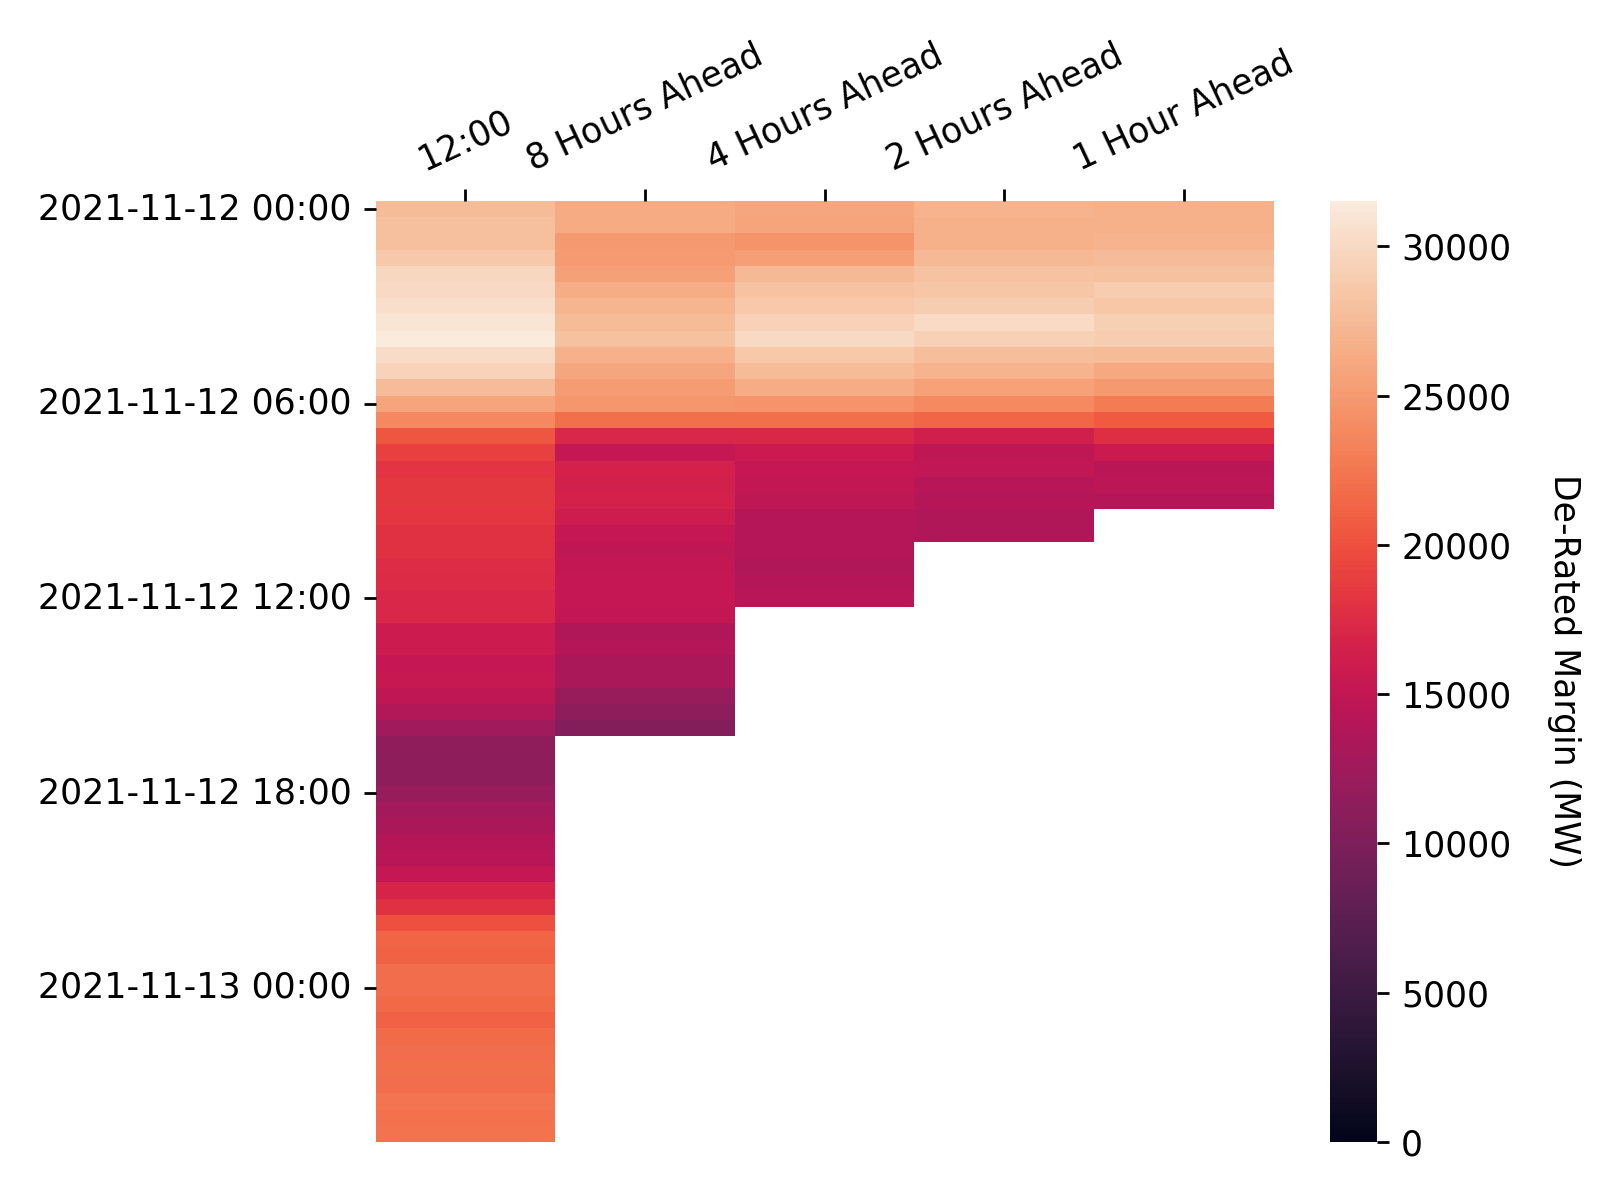 12:00
8 Hours Ahead
4 Hours Ahead
2 Hours Ahead
1 Hour Ahead
2021-11-12 00:00
2021-11-12 06:00
2021-11-12 12:00
2021-11-12 18:00
2021-11-13 00:00
30000
25000
20000
15000
10000
5000
0
De-Rated Margin (MW)